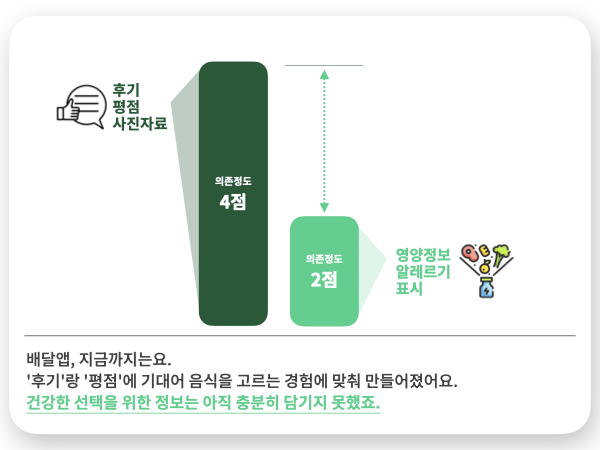 후기
평점
사진자료
의존정도
4점
의존정도
2점
영양정보
알레르기
표시
배달앱, 지금까지는요.
'후기'랑 '평점'에 기대어 음식을 고르는 경험에 맞춰 만들어졌어요.
건강한 선택을 위한 정보는 아직 충분히 담기지 못했죠.